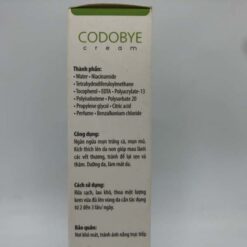 CODOBYE
cream
Thành phần:
• Water • Niacinamide
• Tetrahydrodiferuloylmethane
• Tocopherol • EDTA • Polyacrylate-13
• Polyisobutene • Polysorbate 20
• Propylene glycol • Citric acid
• Perfume • Benzalkonium chloride
Công dụng:
Ngăn ngừa mụn trứng cá, mụn mủ.
Kích thích lên da non giúp mau lành
các vết thương, tránh để lại sẹo và
thâm. Dưỡng da, làm mát da.
Cách sử dụng:
Rửa sạch, lau khô, thoa một lượng
kem vừa đủ lên vùng da cần tác dụng
từ 2 đến 3 lần/ ngày.
Bảo quản:
Nơi khô mát, tránh ánh nắng trực tiếp.